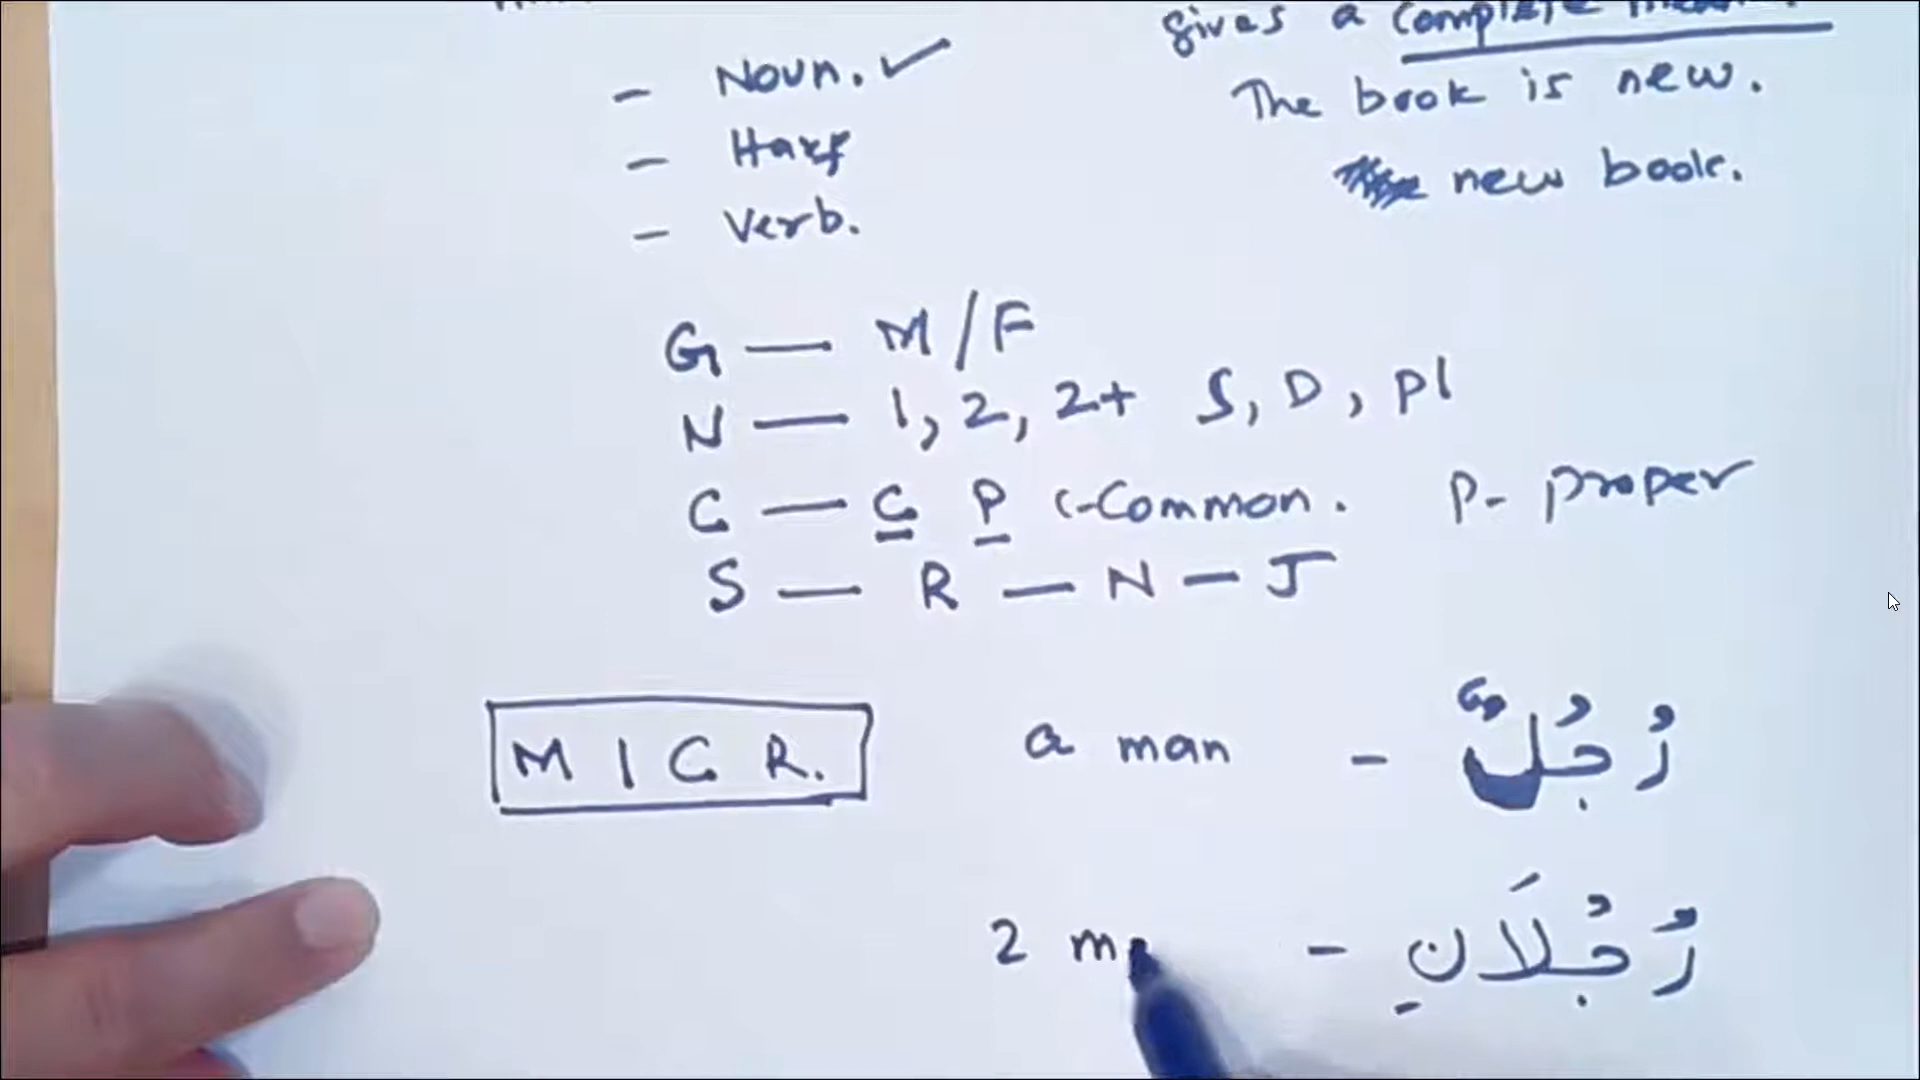 gives a complete
- Noun. ✓
The book is new.
- Harf
new book.
- Verb.
G — M/F
N — 1, 2, 2+ S, D, Pl
C — C P C-Common. P- proper
S — R — N — J
M I C R.
a man - رُجُلٌ
2 m - رُجُلَانِ